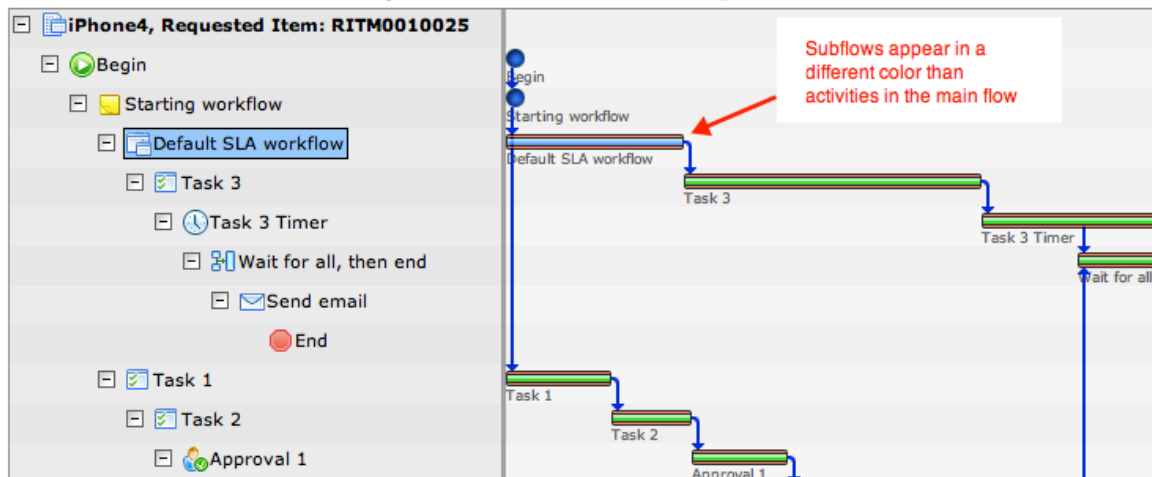 iPhone4, Requested Item: RITM0010025
Begin
Starting workflow
Default SLA workflow
Task 3
Task 3 Timer
Wait for all, then end
Send email
End
Task 1
Task 2
Approval 1
Begin
Starting workflow
Default SLA workflow
Task 3
Task 3 Timer
Wait for all
Task 1
Task 2
Approval 1
Subflows appear in a
different color than
activities in the main flow